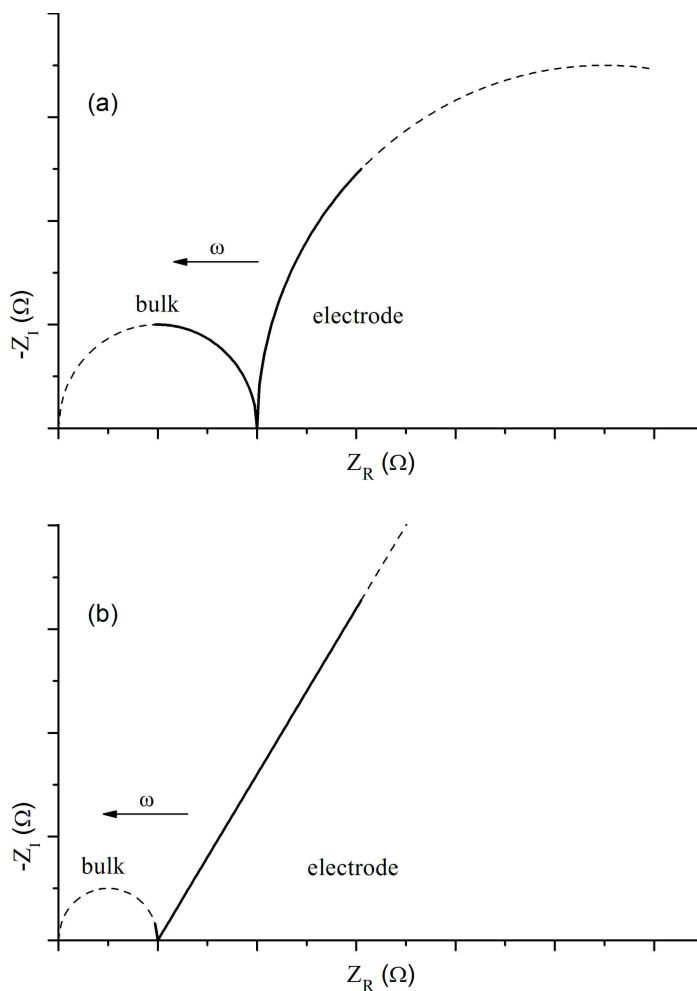 (a)
ω
bulk
electrode
-Z_I (Ω)
Z_R (Ω)
(b)
ω
bulk
electrode
-Z_I (Ω)
Z_R (Ω)